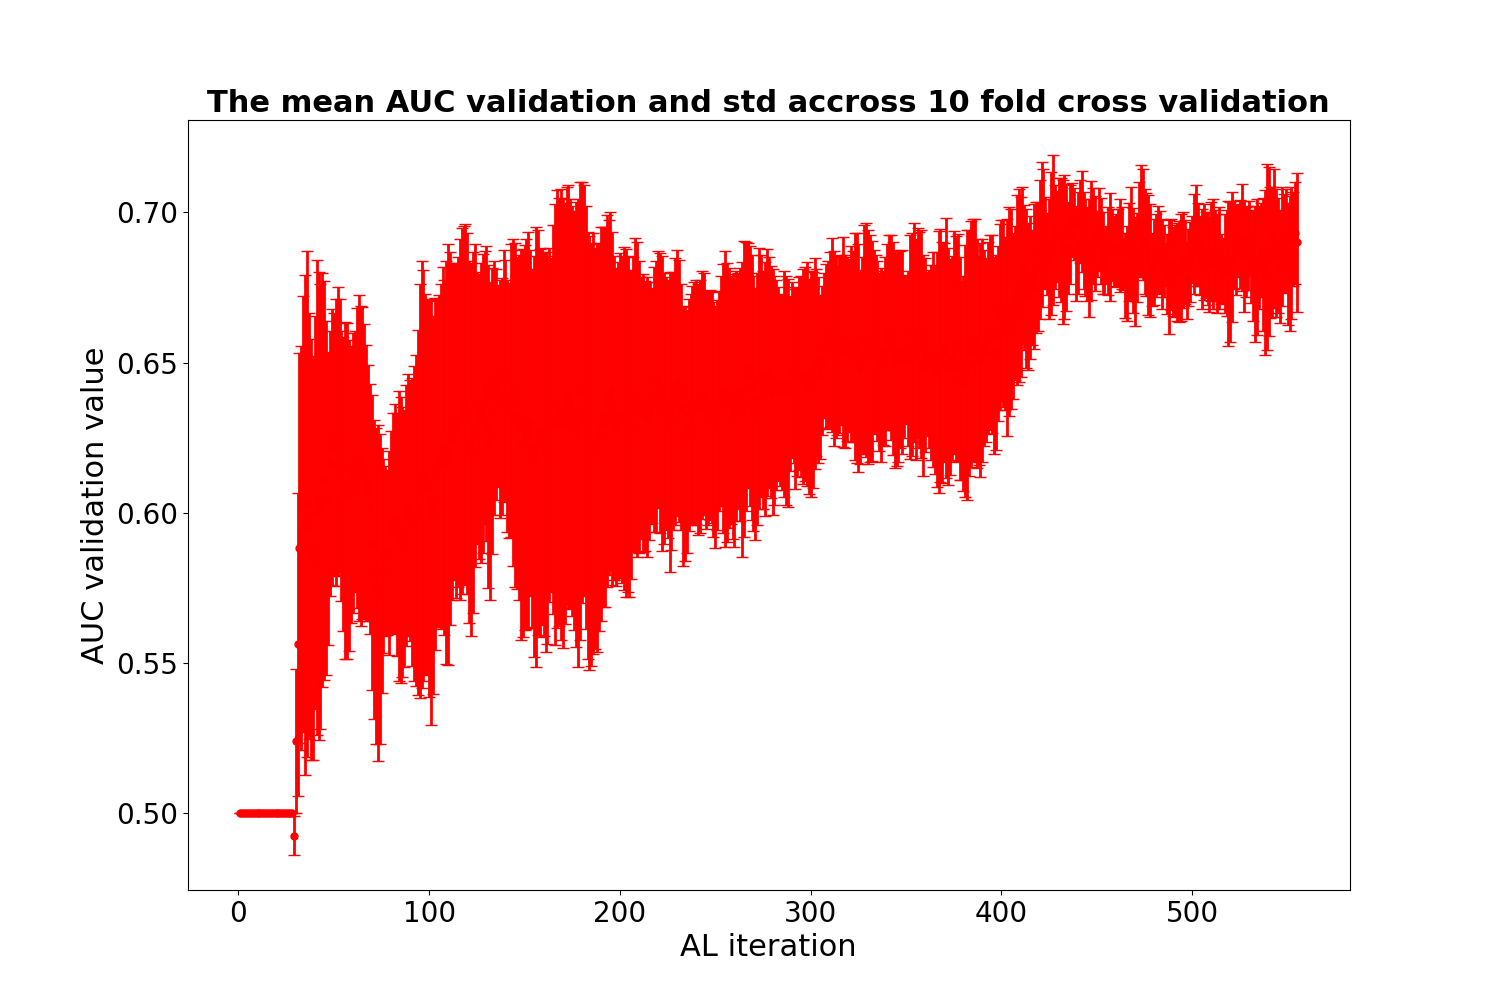 The mean AUC validation and std accross 10 fold cross validation
AUC validation value
0.70
0.65
0.60
0.55
0.50
0 100 200 300 400 500
AL iteration